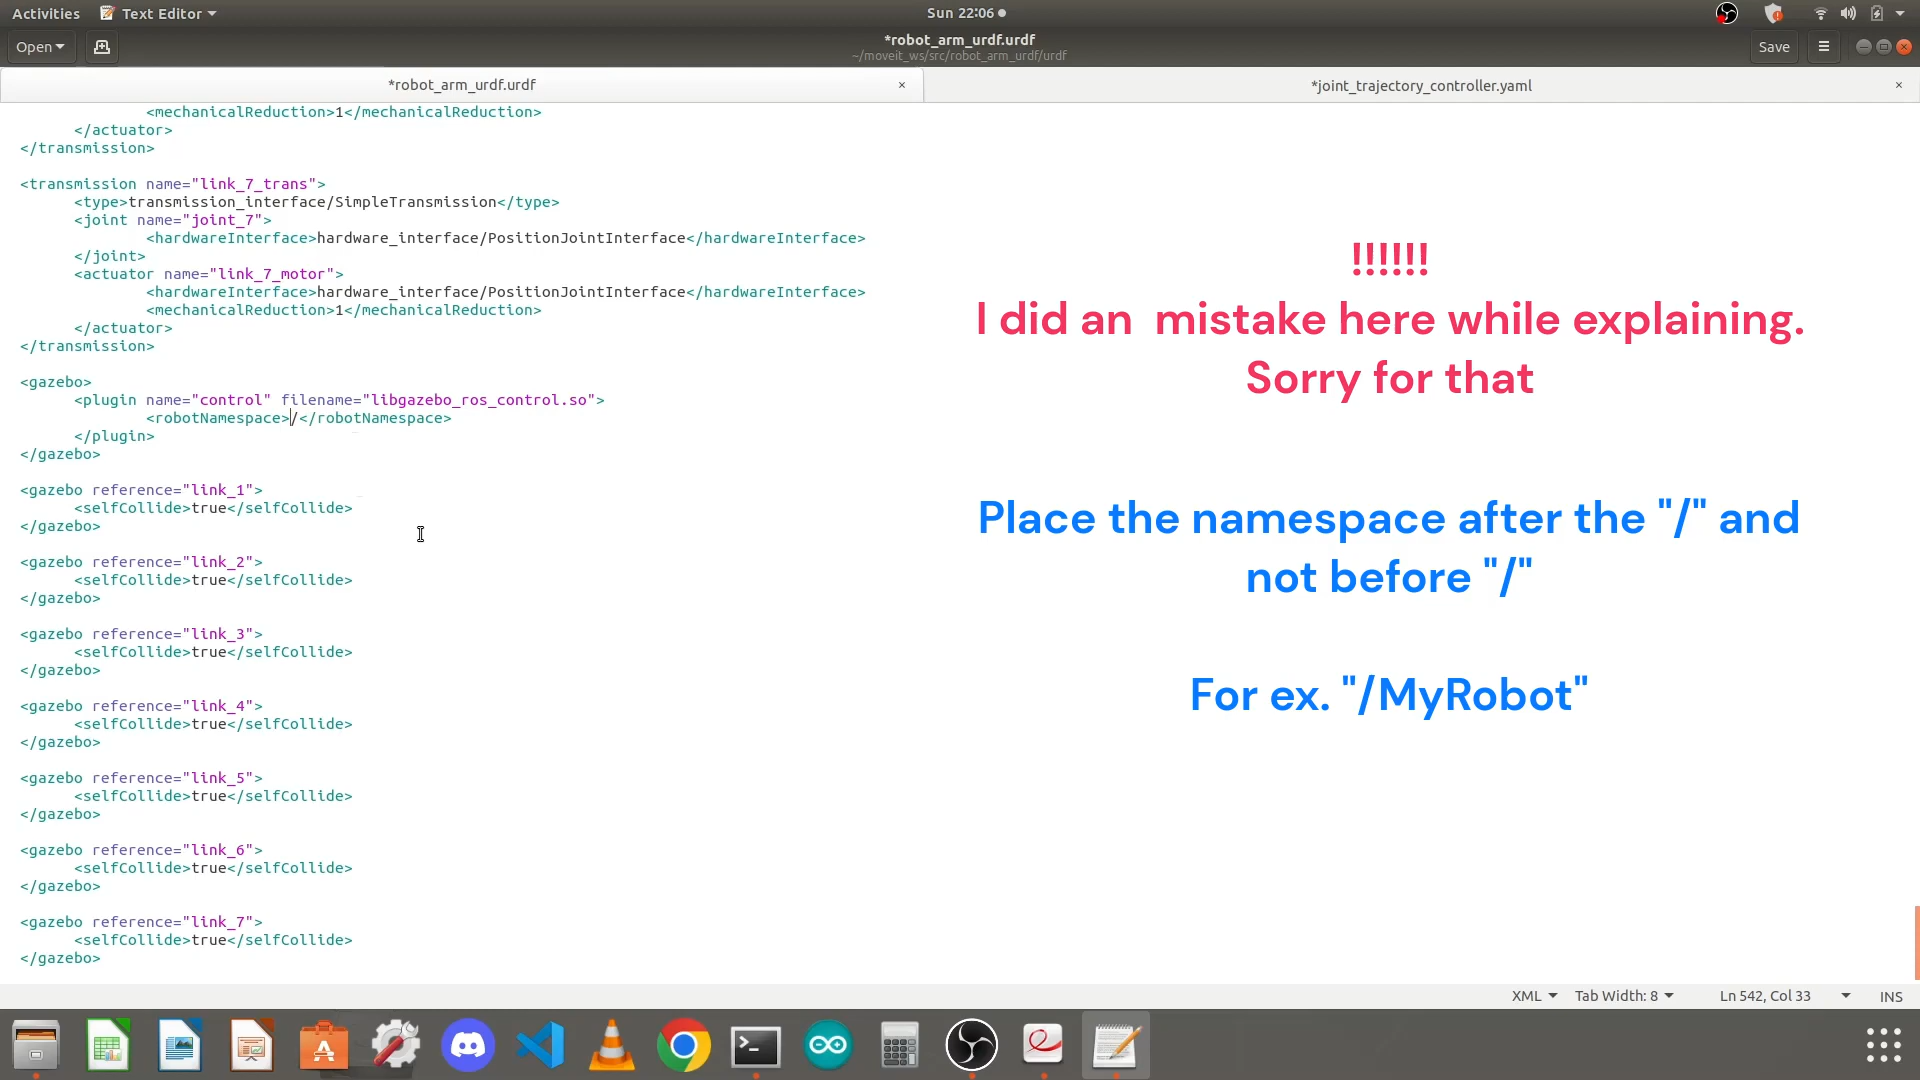 Activities Text Editor Sun 22:06
Open *robot_arm_urdf.urdf Save
~/moveit_ws/src/robot_arm_urdf/urdf
*robot_arm_urdf.urdf × *joint_trajectory_controller.yaml ×
<mechanicalReduction>1</mechanicalReduction>
</actuator>
</transmission>
<transmission name="link_7_trans">
<type>transmission_interface/SimpleTransmission</type>
<joint name="joint_7">
<hardwareInterface>hardware_interface/PositionJointInterface</hardwareInterface>
</joint>
<actuator name="link_7_motor">
<hardwareInterface>hardware_interface/PositionJointInterface</hardwareInterface>
<mechanicalReduction>1</mechanicalReduction>
</actuator>
</transmission>
<gazebo>
<plugin name="control" filename="libgazebo_ros_control.so">
<robotNamespace>/</robotNamespace>
</plugin>
</gazebo>
<gazebo reference="link_1">
<selfCollide>true</selfCollide>
</gazebo>
<gazebo reference="link_2">
<selfCollide>true</selfCollide>
</gazebo>
<gazebo reference="link_3">
<selfCollide>true</selfCollide>
</gazebo>
<gazebo reference="link_4">
<selfCollide>true</selfCollide>
</gazebo>
<gazebo reference="link_5">
<selfCollide>true</selfCollide>
</gazebo>
<gazebo reference="link_6">
<selfCollide>true</selfCollide>
</gazebo>
<gazebo reference="link_7">
<selfCollide>true</selfCollide>
</gazebo>
!!!!!!
I did an mistake here while explaining.
Sorry for that
Place the namespace after the "/" and
not before "/"
For ex. "/MyRobot"
XML Tab Width: 8 Ln 542, Col 33 INS